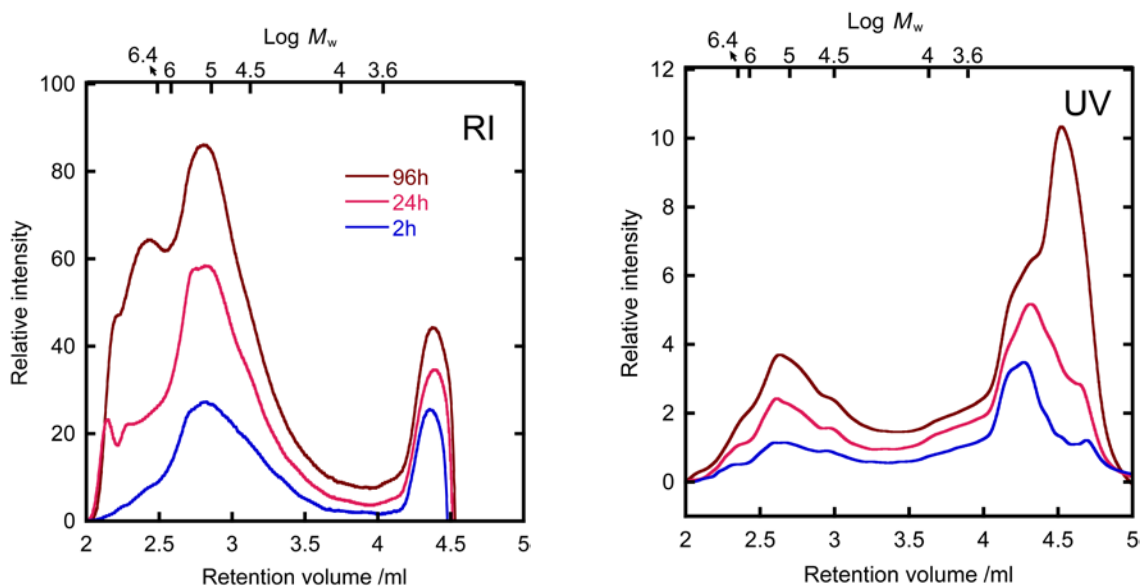 Log Mw
6.4 6 5 4.5 4 3.6
100
80
60
40
20
0
2 2.5 3 3.5 4 4.5 5
Relative intensity
Retention volume /ml
RI
96h
24h
2h
Log Mw
6.4 6 5 4.5 4 3.6
12
10
8
6
4
2
0
2 2.5 3 3.5 4 4.5 5
Relative intensity
Retention volume /ml
UV